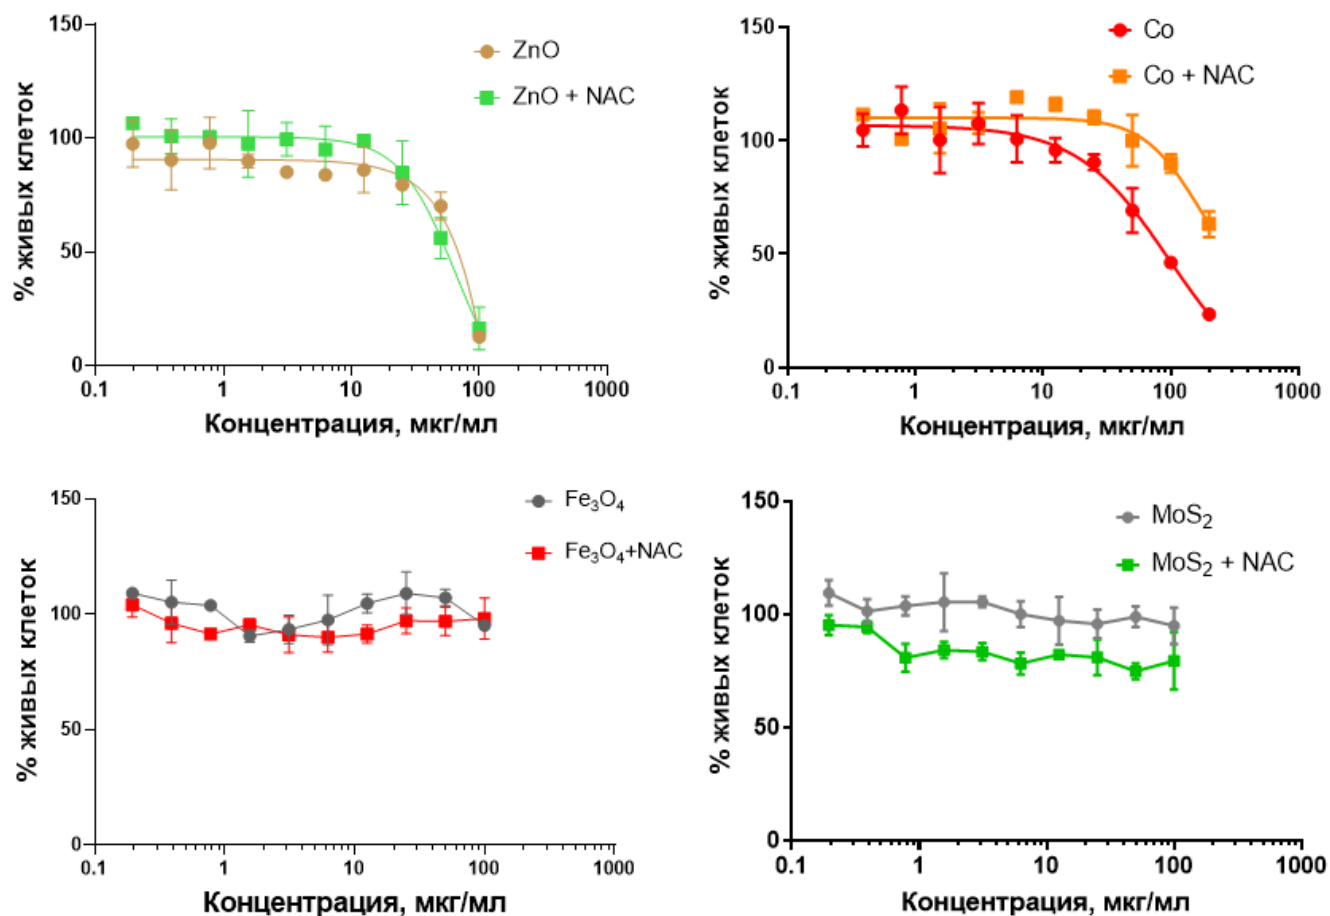 150
100
50
0
% живых клеток
ZnO
ZnO + NAC
0.1 1 10 100 1000
Концентрация, мкг/мл
150
100
50
0
% живых клеток
Co
Co + NAC
0.1 1 10 100 1000
Концентрация, мкг/мл
150
100
50
0
% живых клеток
Fe₃O₄
Fe₃O₄+NAC
0.1 1 10 100 1000
Концентрация, мкг/мл
150
100
50
0
% живых клеток
MoS₂
MoS₂ + NAC
0.1 1 10 100 1000
Концентрация, мкг/мл